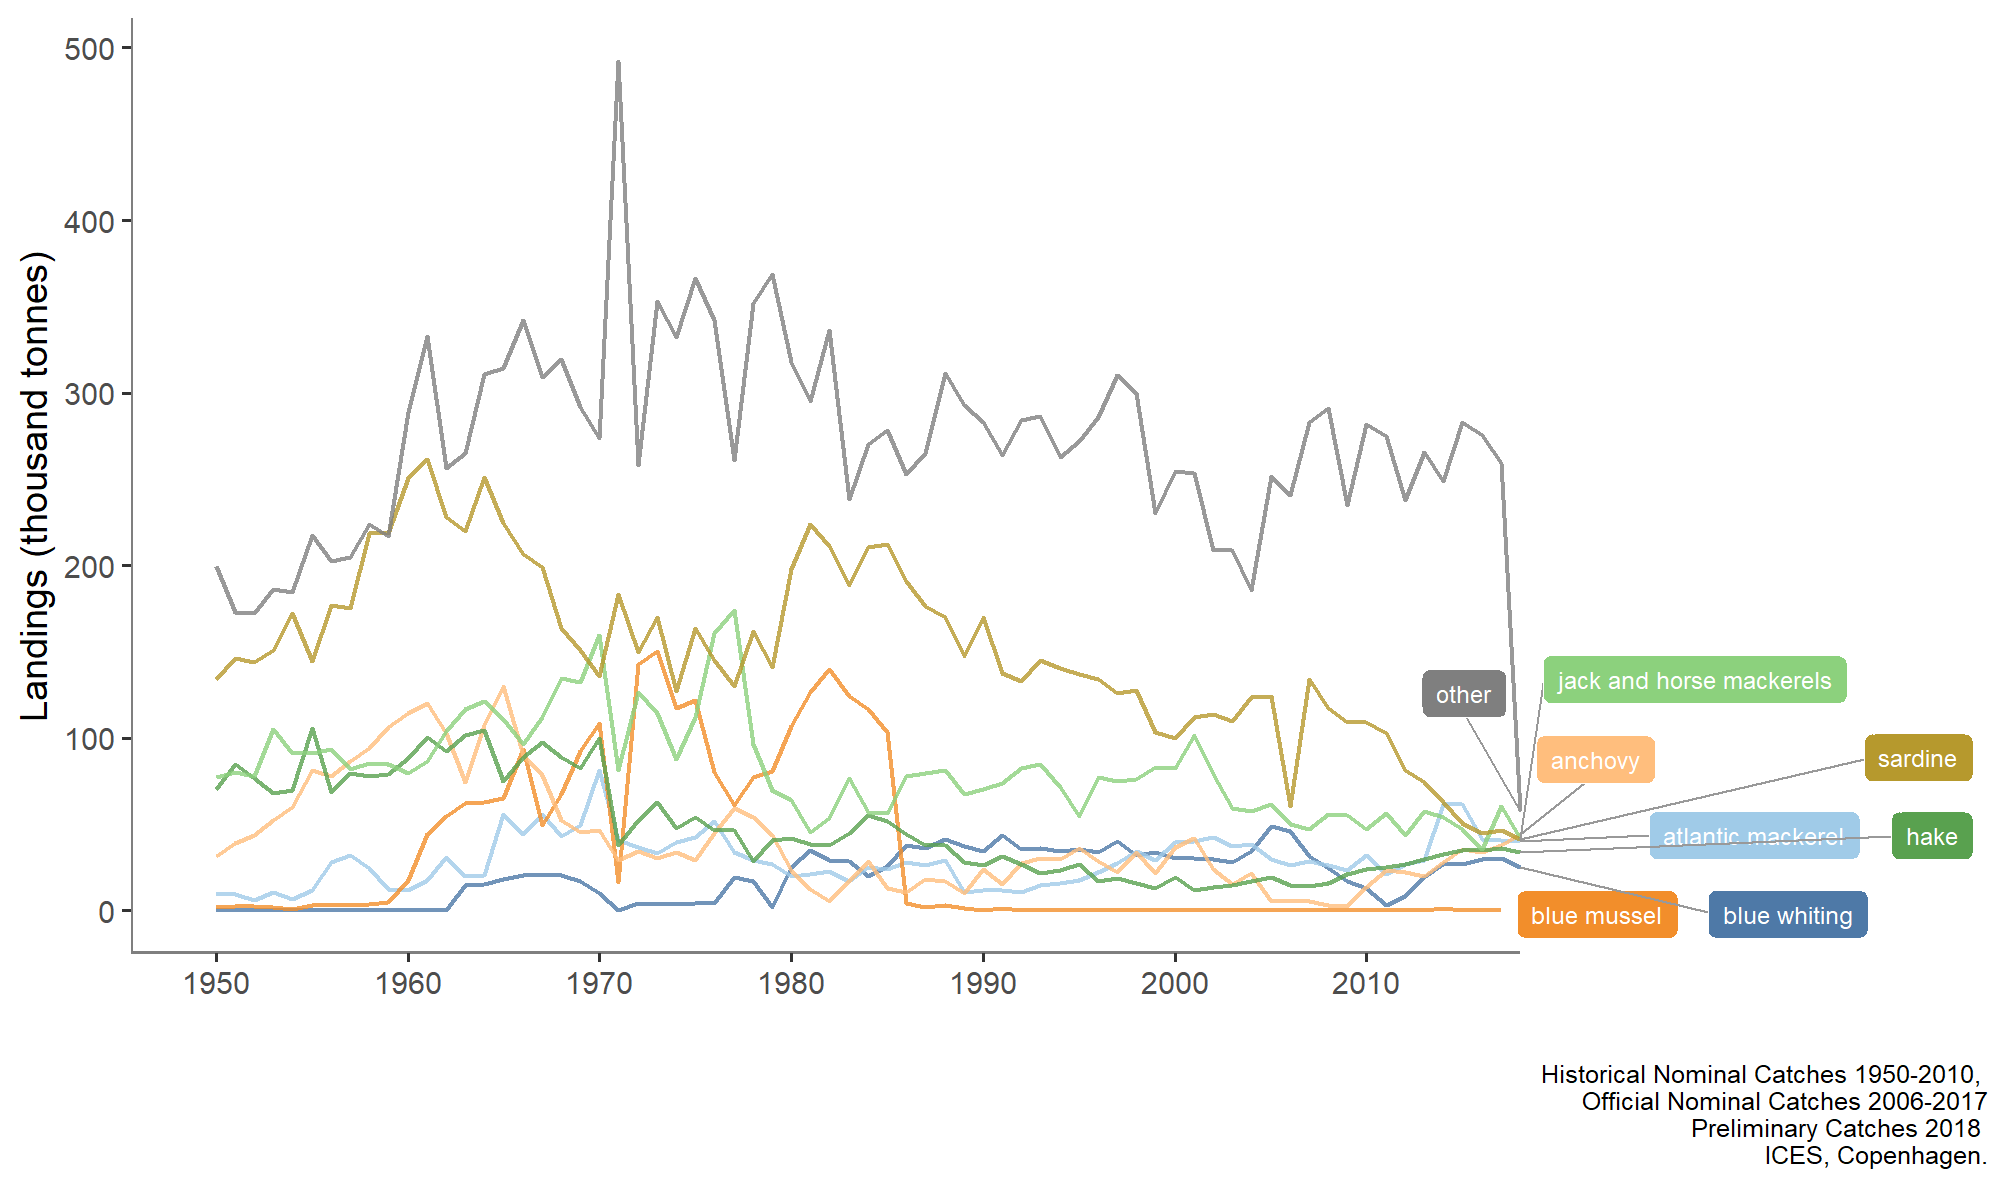 500
400
300
200
100
0
Landings (thousand tonnes)
1950 1960 1970 1980 1990 2000 2010
jack and horse mackerels
other
anchovy
sardine
atlantic mackerel
hake
blue mussel
blue whiting
Historical Nominal Catches 1950-2010,
Official Nominal Catches 2006-2017
Preliminary Catches 2018
ICES, Copenhagen.